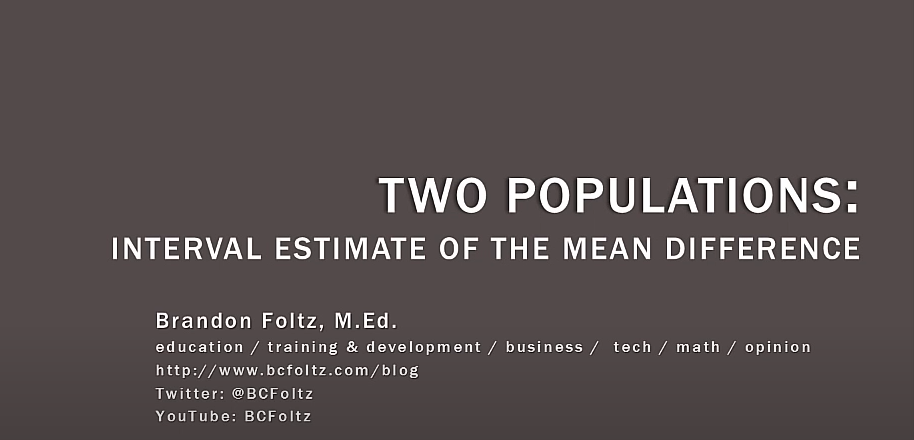 TWO POPULATIONS:
INTERVAL ESTIMATE OF THE MEAN DIFFERENCE
Brandon Foltz, M.Ed.
education / training & development / business / tech / math / opinion
http://www.bcfoltz.com/blog
Twitter: @BCFoltz
YouTube: BCFoltz